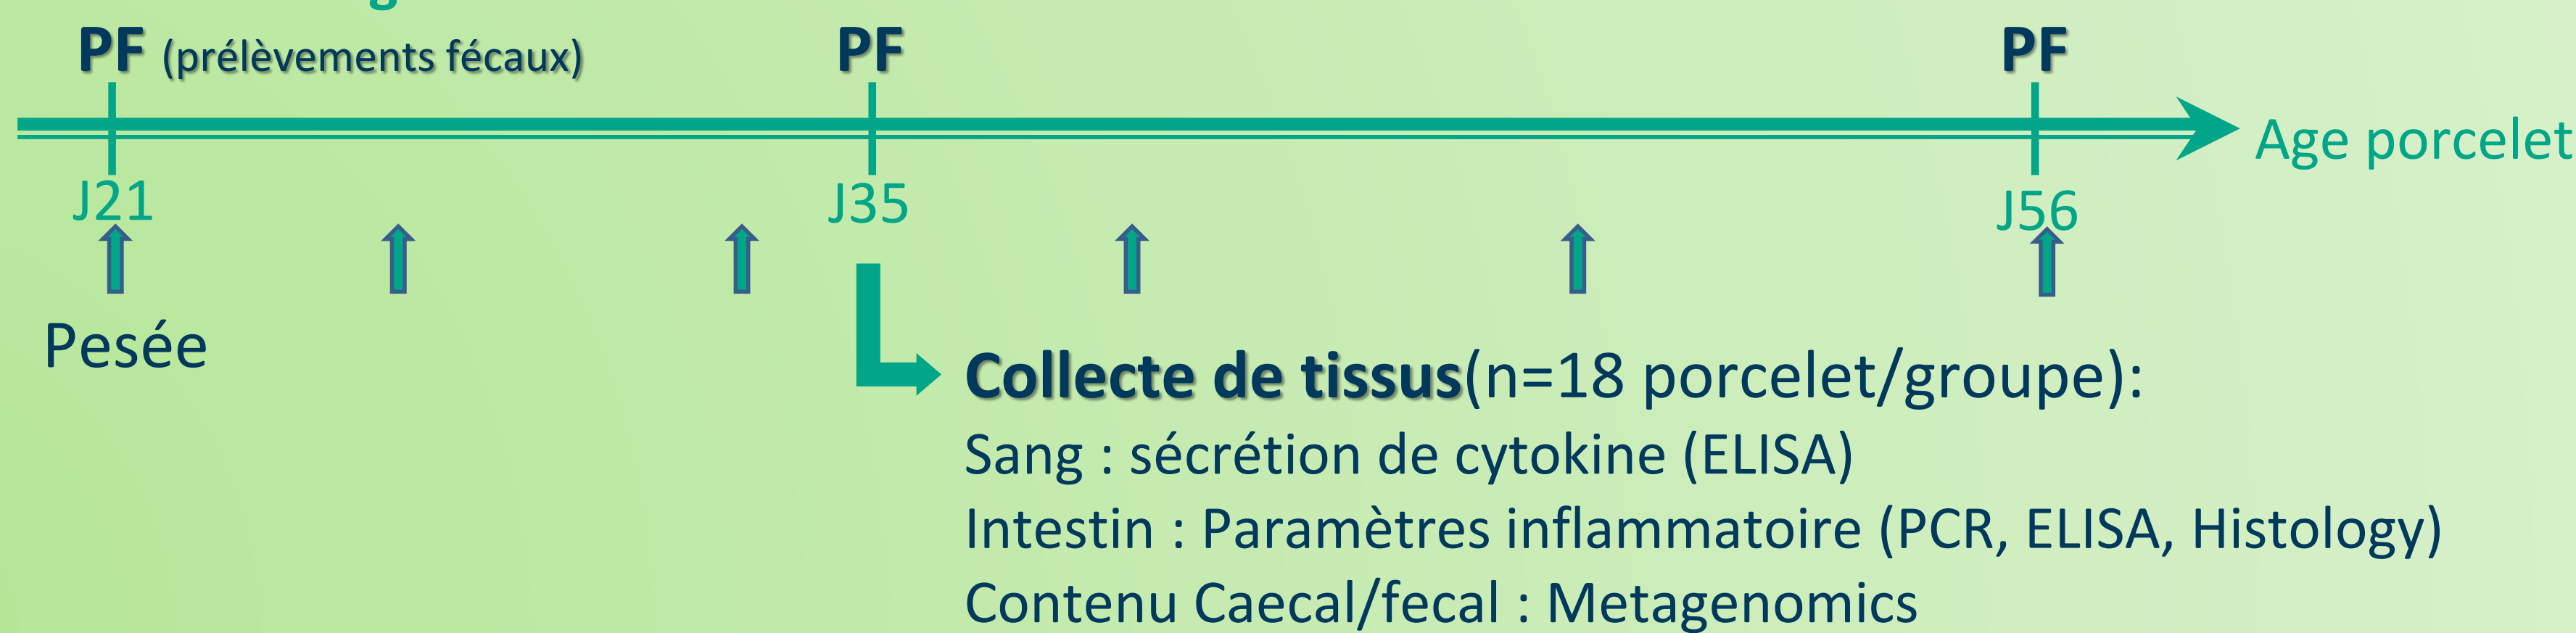 PF (prélèvements fécaux) PF PF
Age porcelet
J21 J35 J56
Pesée
Collecte de tissus(n=18 porcelet/groupe):
Sang : sécrétion de cytokine (ELISA)
Intestin : Paramètres inflammatoire (PCR, ELISA, Histology)
Contenu Caecal/fecal : Metagenomics